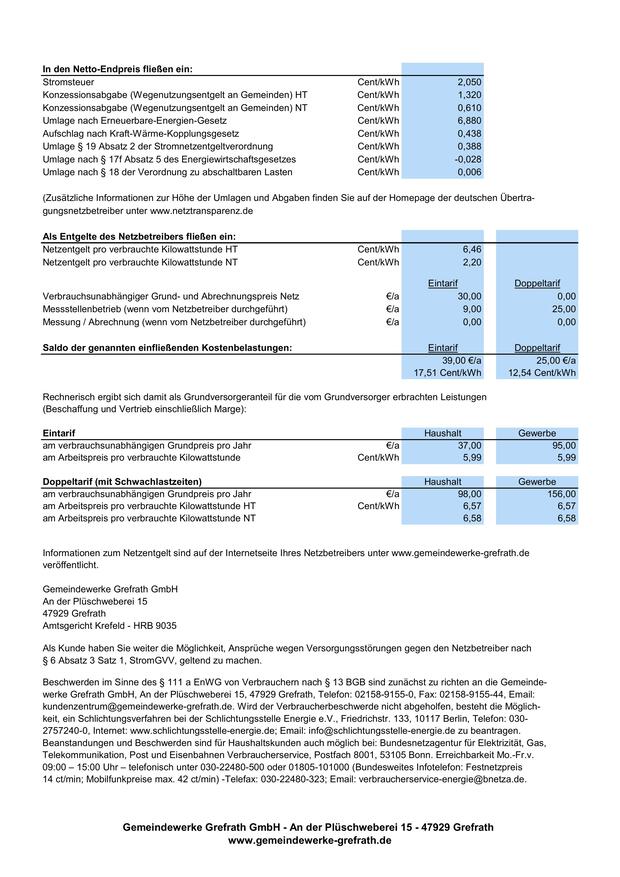 In den Netto-Endpreis fließen ein:
Stromsteuer Cent/kWh 2,050
Konzessionsabgabe (Wegenutzungsentgelt an Gemeinden) HT Cent/kWh 1,320
Konzessionsabgabe (Wegenutzungsentgelt an Gemeinden) NT Cent/kWh 0,610
Umlage nach Erneuerbare-Energien-Gesetz Cent/kWh 6,880
Aufschlag nach Kraft-Wärme-Kopplungsgesetz Cent/kWh 0,438
Umlage § 19 Absatz 2 der Stromnetzentgeltverordnung Cent/kWh 0,388
Umlage nach § 17f Absatz 5 des Energiewirtschaftsgesetzes Cent/kWh -0,028
Umlage nach § 18 der Verordnung zu abschaltbaren Lasten Cent/kWh 0,006
(Zusätzliche Informationen zur Höhe der Umlagen und Abgaben finden Sie auf der Homepage der deutschen Übertra-
gungsnetzbetreiber unter www.netztransparenz.de
Als Entgelte des Netzbetreibers fließen ein:
Netzentgelt pro verbrauchte Kilowattstunde HT Cent/kWh 6,46
Netzentgelt pro verbrauchte Kilowattstunde NT Cent/kWh 2,20
Eintarif Doppeltarif
Verbrauchsunabhängiger Grund- und Abrechnungspreis Netz €/a 30,00 0,00
Messstellenbetrieb (wenn vom Netzbetreiber durchgeführt) €/a 9,00 25,00
Messung / Abrechnung (wenn vom Netzbetreiber durchgeführt) €/a 0,00 0,00
Saldo der genannten einfließenden Kostenbelastungen: Eintarif Doppeltarif
39,00 €/a 25,00 €/a
17,51 Cent/kWh 12,54 Cent/kWh
Rechnerisch ergibt sich damit als Grundversorgeranteil für die vom Grundversorger erbrachten Leistungen
(Beschaffung und Vertrieb einschließlich Marge):
Eintarif Haushalt Gewerbe
am verbrauchsunabhängigen Grundpreis pro Jahr €/a 37,00 95,00
am Arbeitspreis pro verbrauchte Kilowattstunde Cent/kWh 5,99 5,99
Doppeltarif (mit Schwachlastzeiten) Haushalt Gewerbe
am verbrauchsunabhängigen Grundpreis pro Jahr €/a 98,00 156,00
am Arbeitspreis pro verbrauchte Kilowattstunde HT Cent/kWh 6,57 6,57
am Arbeitspreis pro verbrauchte Kilowattstunde NT 6,58 6,58
Informationen zum Netzentgelt sind auf der Internetseite Ihres Netzbetreibers unter www.gemeindewerke-grefrath.de
veröffentlicht.
Gemeindewerke Grefrath GmbH
An der Plüschweberei 15
47929 Grefrath
Amtsgericht Krefeld - HRB 9035
Als Kunde haben Sie weiter die Möglichkeit, Ansprüche wegen Versorgungsstörungen gegen den Netzbetreiber nach
§ 6 Absatz 3 Satz 1, StromGVV, geltend zu machen.
Beschwerden im Sinne des § 111 a EnWG von Verbrauchern nach § 13 BGB sind zunächst zu richten an die Gemeinde-
werke Grefrath GmbH, An der Plüschweberei 15, 47929 Grefrath, Telefon: 02158-9155-0, Fax: 02158-9155-44, Email:
kundenzentrum@gemeindewerke-grefrath.de. Wird der Verbraucherbeschwerde nicht abgeholfen, besteht die Möglich-
keit, ein Schlichtungsverfahren bei der Schlichtungsstelle Energie e.V., Friedrichstr. 133, 10117 Berlin, Telefon: 030-
2757240-0, Internet: www.schlichtungsstelle-energie.de; Email: info@schlichtungsstelle-energie.de zu beantragen.
Beanstandungen und Beschwerden sind für Haushaltskunden auch möglich bei: Bundesnetzagentur für Elektrizität, Gas,
Telekommunikation, Post und Eisenbahnen Verbraucherservice, Postfach 8001, 53105 Bonn. Erreichbarkeit Mo.-Fr.v.
09:00 – 15:00 Uhr – telefonisch unter 030-22480-500 oder 01805-101000 (Bundesweites Infotelefon: Festnetzpreis
14 ct/min; Mobilfunkpreise max. 42 ct/min) -Telefax: 030-22480-323; Email: verbraucherservice-energie@bnetza.de.
Gemeindewerke Grefrath GmbH - An der Plüschweberei 15 - 47929 Grefrath
www.gemeindewerke-grefrath.de